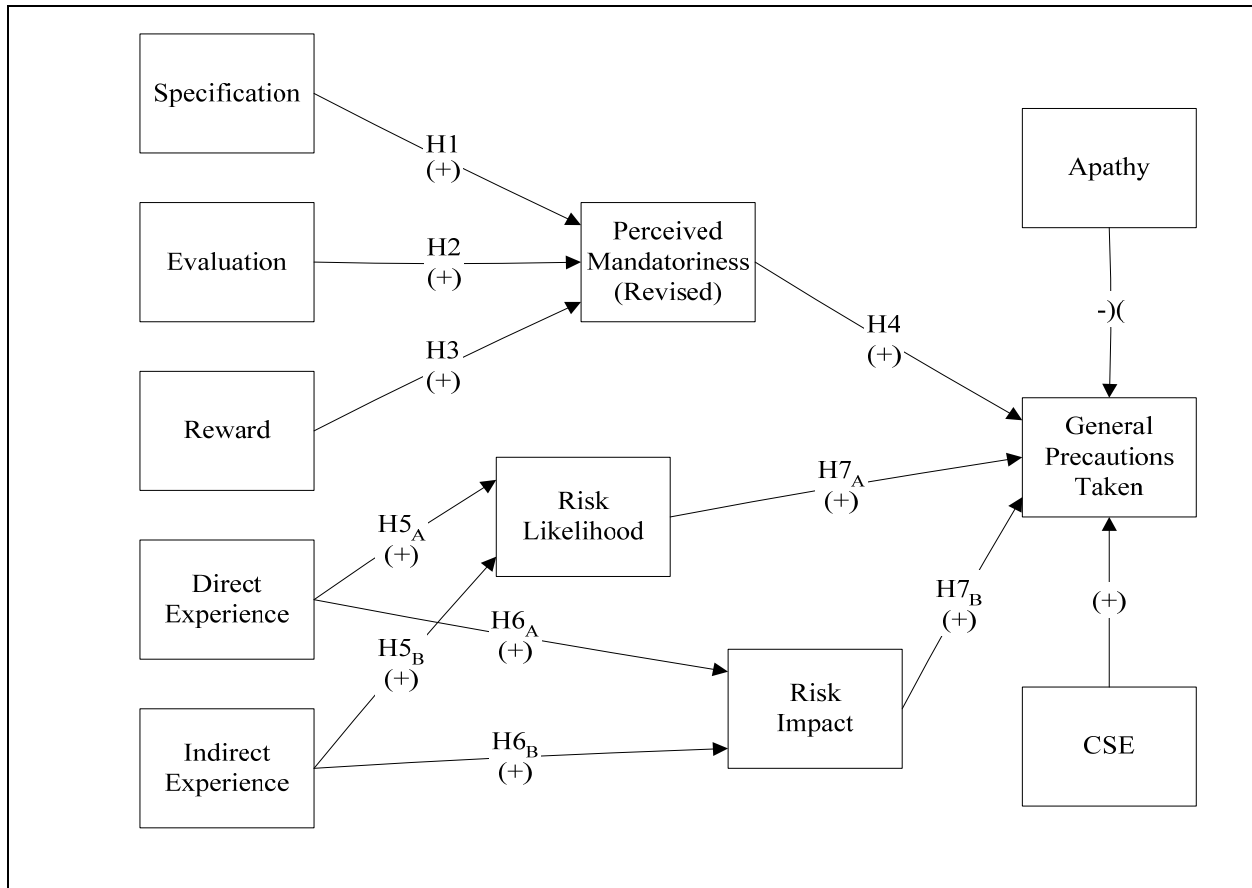 Specification
H1
(+)
Evaluation
H2
(+)
Reward
H3
(+)
Perceived
Mandatoriness
(Revised)
H4
(+)
Apathy
-)(
General
Precautions
Taken
Direct
Experience
H5A
(+)
Risk
Likelihood
H7A
(+)
H6A
(+)
Indirect
Experience
H5B
(+)
H6B
(+)
Risk
Impact
H7B
(+)
(+)
CSE